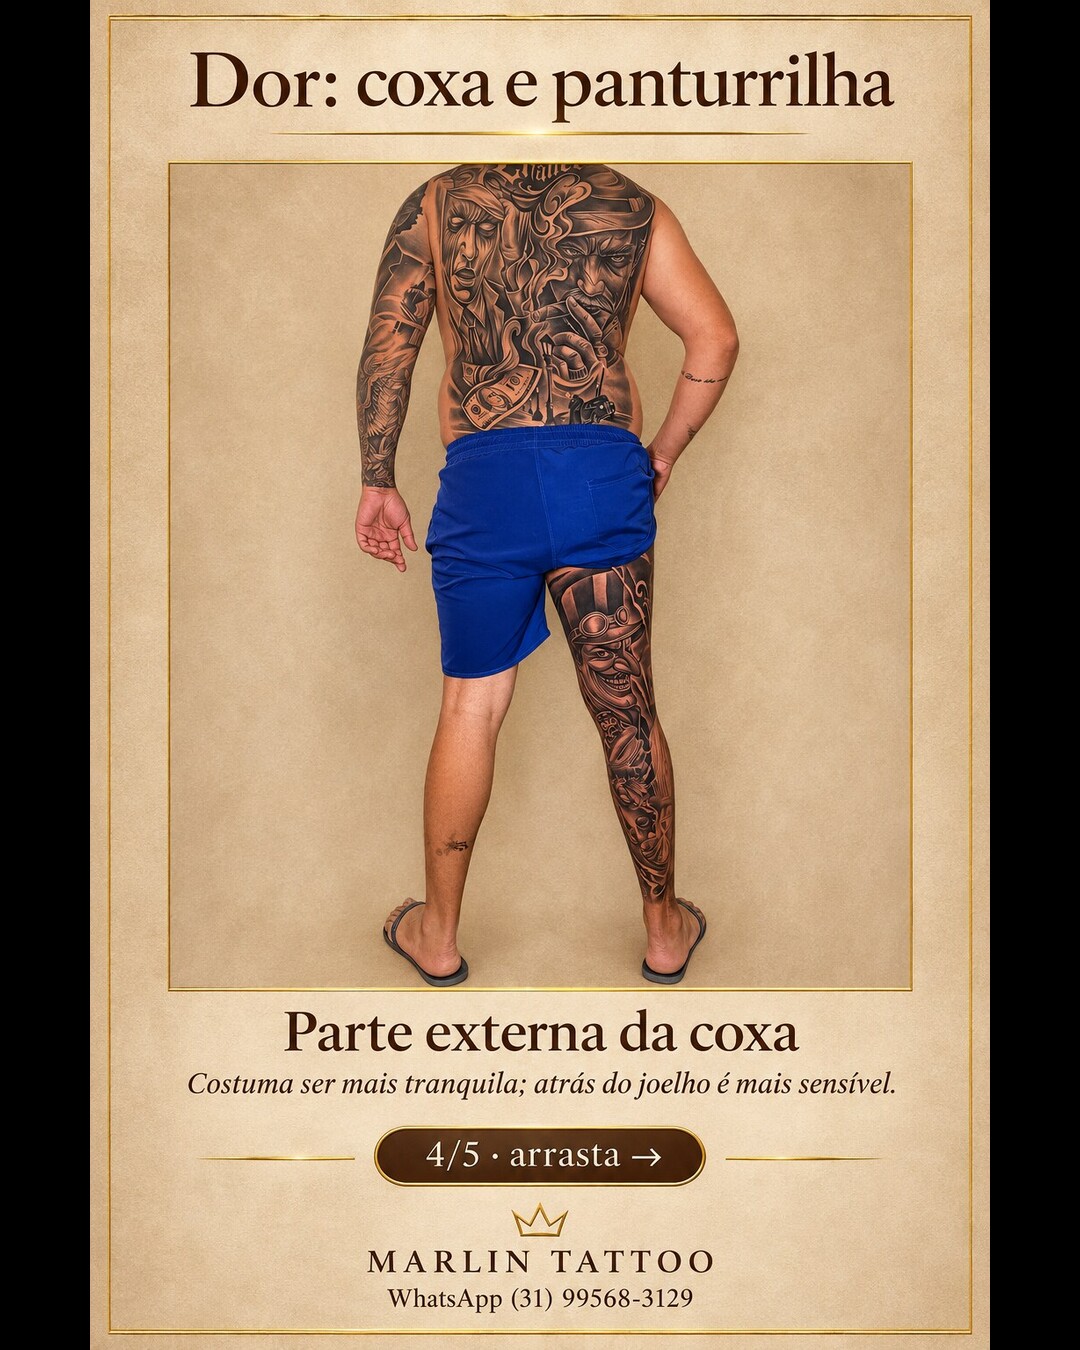 Dor: coxa e panturrilha
Parte externa da coxa
Costuma ser mais tranquila; atrás do joelho é mais sensível.
4/5 · arrasta →
MARLIN TATTOO
WhatsApp (31) 99568-3129